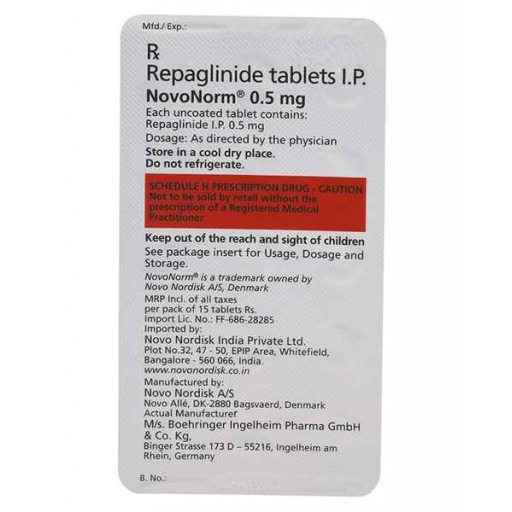 Mfd./ Exp.:
℞
Repaglinide tablets I.P.
NovoNorm® 0.5 mg
Each uncoated tablet contains:
Repaglinide I.P. 0.5 mg
Dosage: As directed by the physician
Store in a cool dry place.
Do not refrigerate.
SCHEDULE H PRESCRIPTION DRUG - CAUTION
Not to be sold by retail without the
prescription of a Registered Medical
Practitioner.
Keep out of the reach and sight of children
See package insert for Usage, Dosage and
Storage.
NovoNorm® is a trademark owned by
Novo Nordisk A/S, Denmark
MRP Incl. of all taxes
per pack of 15 tablets Rs.
Import Lic. No.: FF-686-28285
Imported by:
Novo Nordisk India Private Ltd.
Plot No.32, 47 - 50, EPIP Area, Whitefield,
Bangalore - 560 066, India.
www.novonordisk.co.in
Manufactured by:
Novo Nordisk A/S
Novo Allé, DK-2880 Bagsvaerd, Denmark
Actual Manufacturer
M/s. Boehringer Ingelheim Pharma GmbH
& Co. Kg,
Binger Strasse 173 D – 55216, Ingelheim am
Rhein, Germany
B. No.: